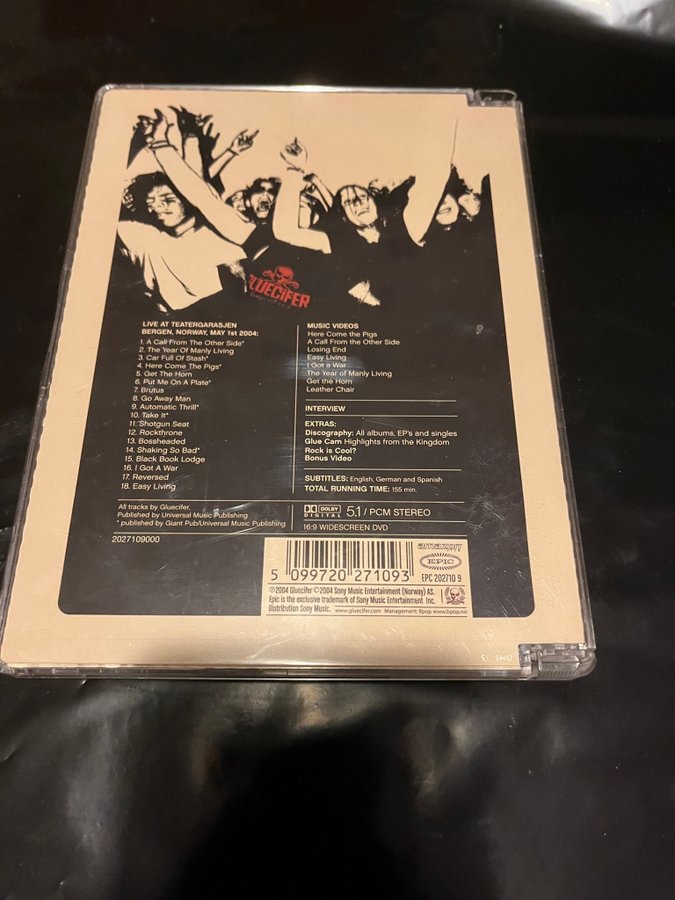 GLUECIFER
LIVE AT TEATERGARASJEN
BERGEN, NORWAY, MAY 1st 2004:
1. A Call From The Other Side*
2. The Year Of Manly Living
3. Car Full Of Stash*
4. Here Come The Pigs*
5. Get The Horn
6. Put Me On A Plate*
7. Brutus
8. Go Away Man
9. Automatic Thrill*
10. Take It*
11. Shotgun Seat
12. Rockthrone
13. Bossheaded
14. Shaking So Bad*
15. Black Book Lodge
16. I Got A War
17. Reversed
18. Easy Living
All tracks by Gluecifer,
Published by Universal Music Publishing
* published by Giant Pub/Universal Music Publishing
2027109000
MUSIC VIDEOS
Here Come the Pigs
A Call From the Other Side
Losing End
Easy Living
I Got a War
The Year of Manly Living
Get the Horn
Leather Chair
INTERVIEW
EXTRAS:
Discography: All albums, EP's and singles
Glue Cam Highlights from the Kingdom
Rock is Cool?
Bonus Video
SUBTITLES: English, German and Spanish
TOTAL RUNNING TIME: 155 min.
DOLBY DIGITAL 5.1 / PCM STEREO
16:9 WIDESCREEN DVD
5 099720 271093
amazon
EPIC
EPC 202710 9
℗2004 Gluecifer ©2004 Sony Music Entertainment (Norway) AS.
Epic is the exclusive trademark of Sony Music Entertainment Inc.
Distribution Sony Music. www.gluecifer.com Management: Bpop www.bpop.no